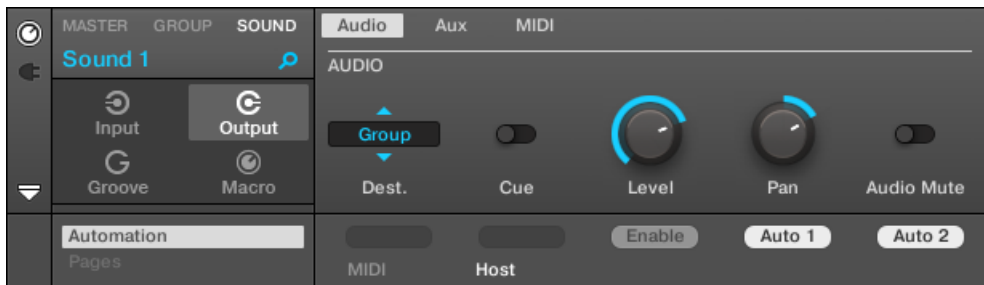 MASTER GROUP SOUND
Sound 1
Input Output
Groove Macro
Automation
Pages
Audio Aux MIDI
AUDIO
Group
Dest. Cue Level Pan Audio Mute
Enable Auto 1 Auto 2
MIDI Host